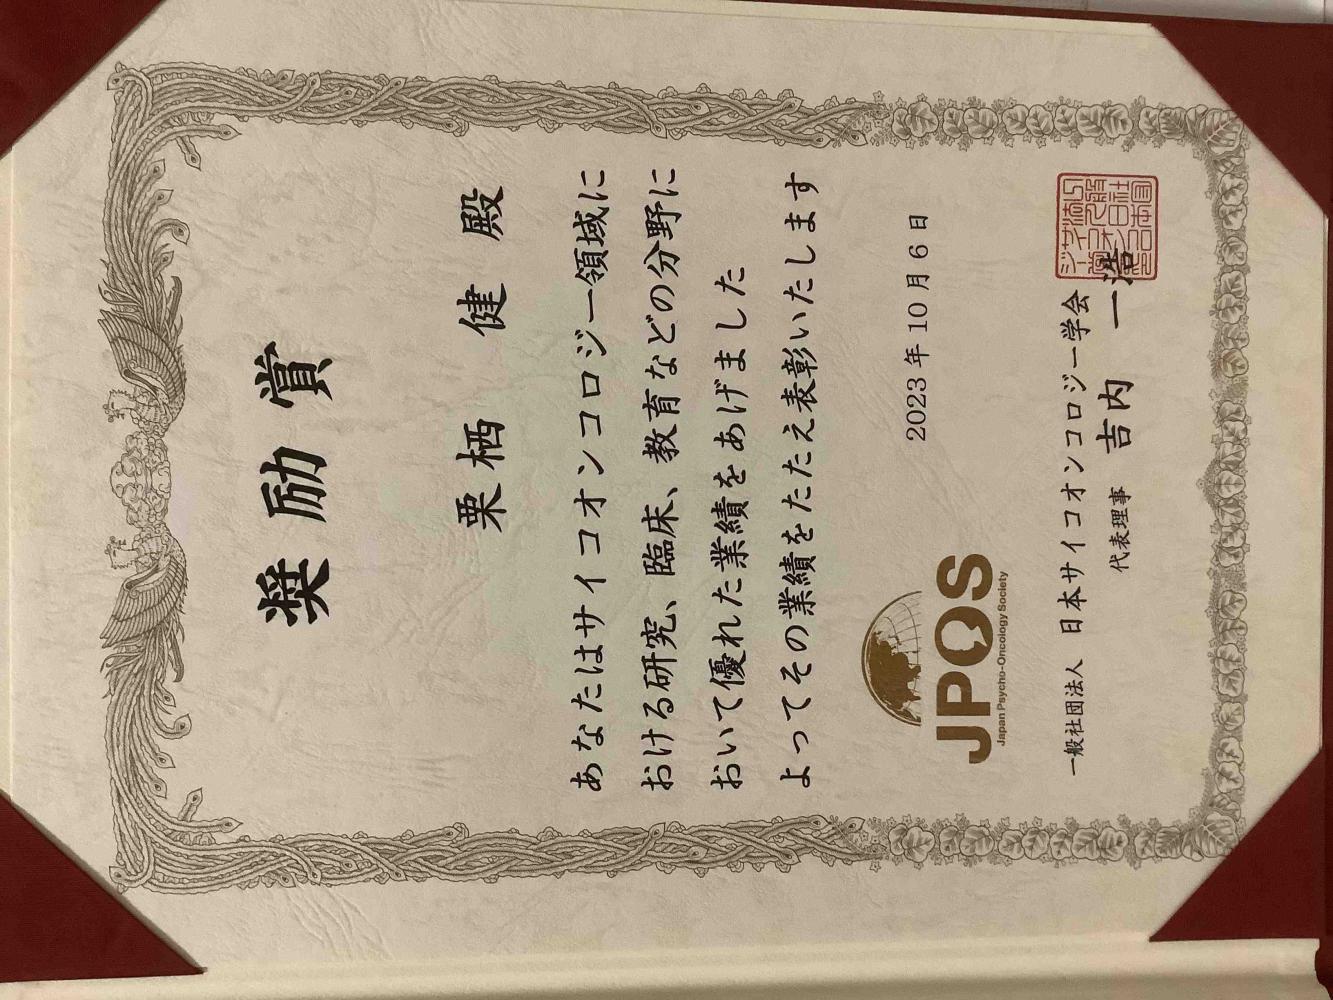 奨励賞
栗栖 健 殿
あなたはサイコオンコロジー領域に
おける研究、臨床、教育などの分野に
おいて優れた業績をあげました
よってその業績をたたえ表彰いたします
2023年10月6日
JPOS
Japan Psycho-Oncology Society
一般社団法人 日本サイコオンコロジー学会
代表理事 吉内 一浩